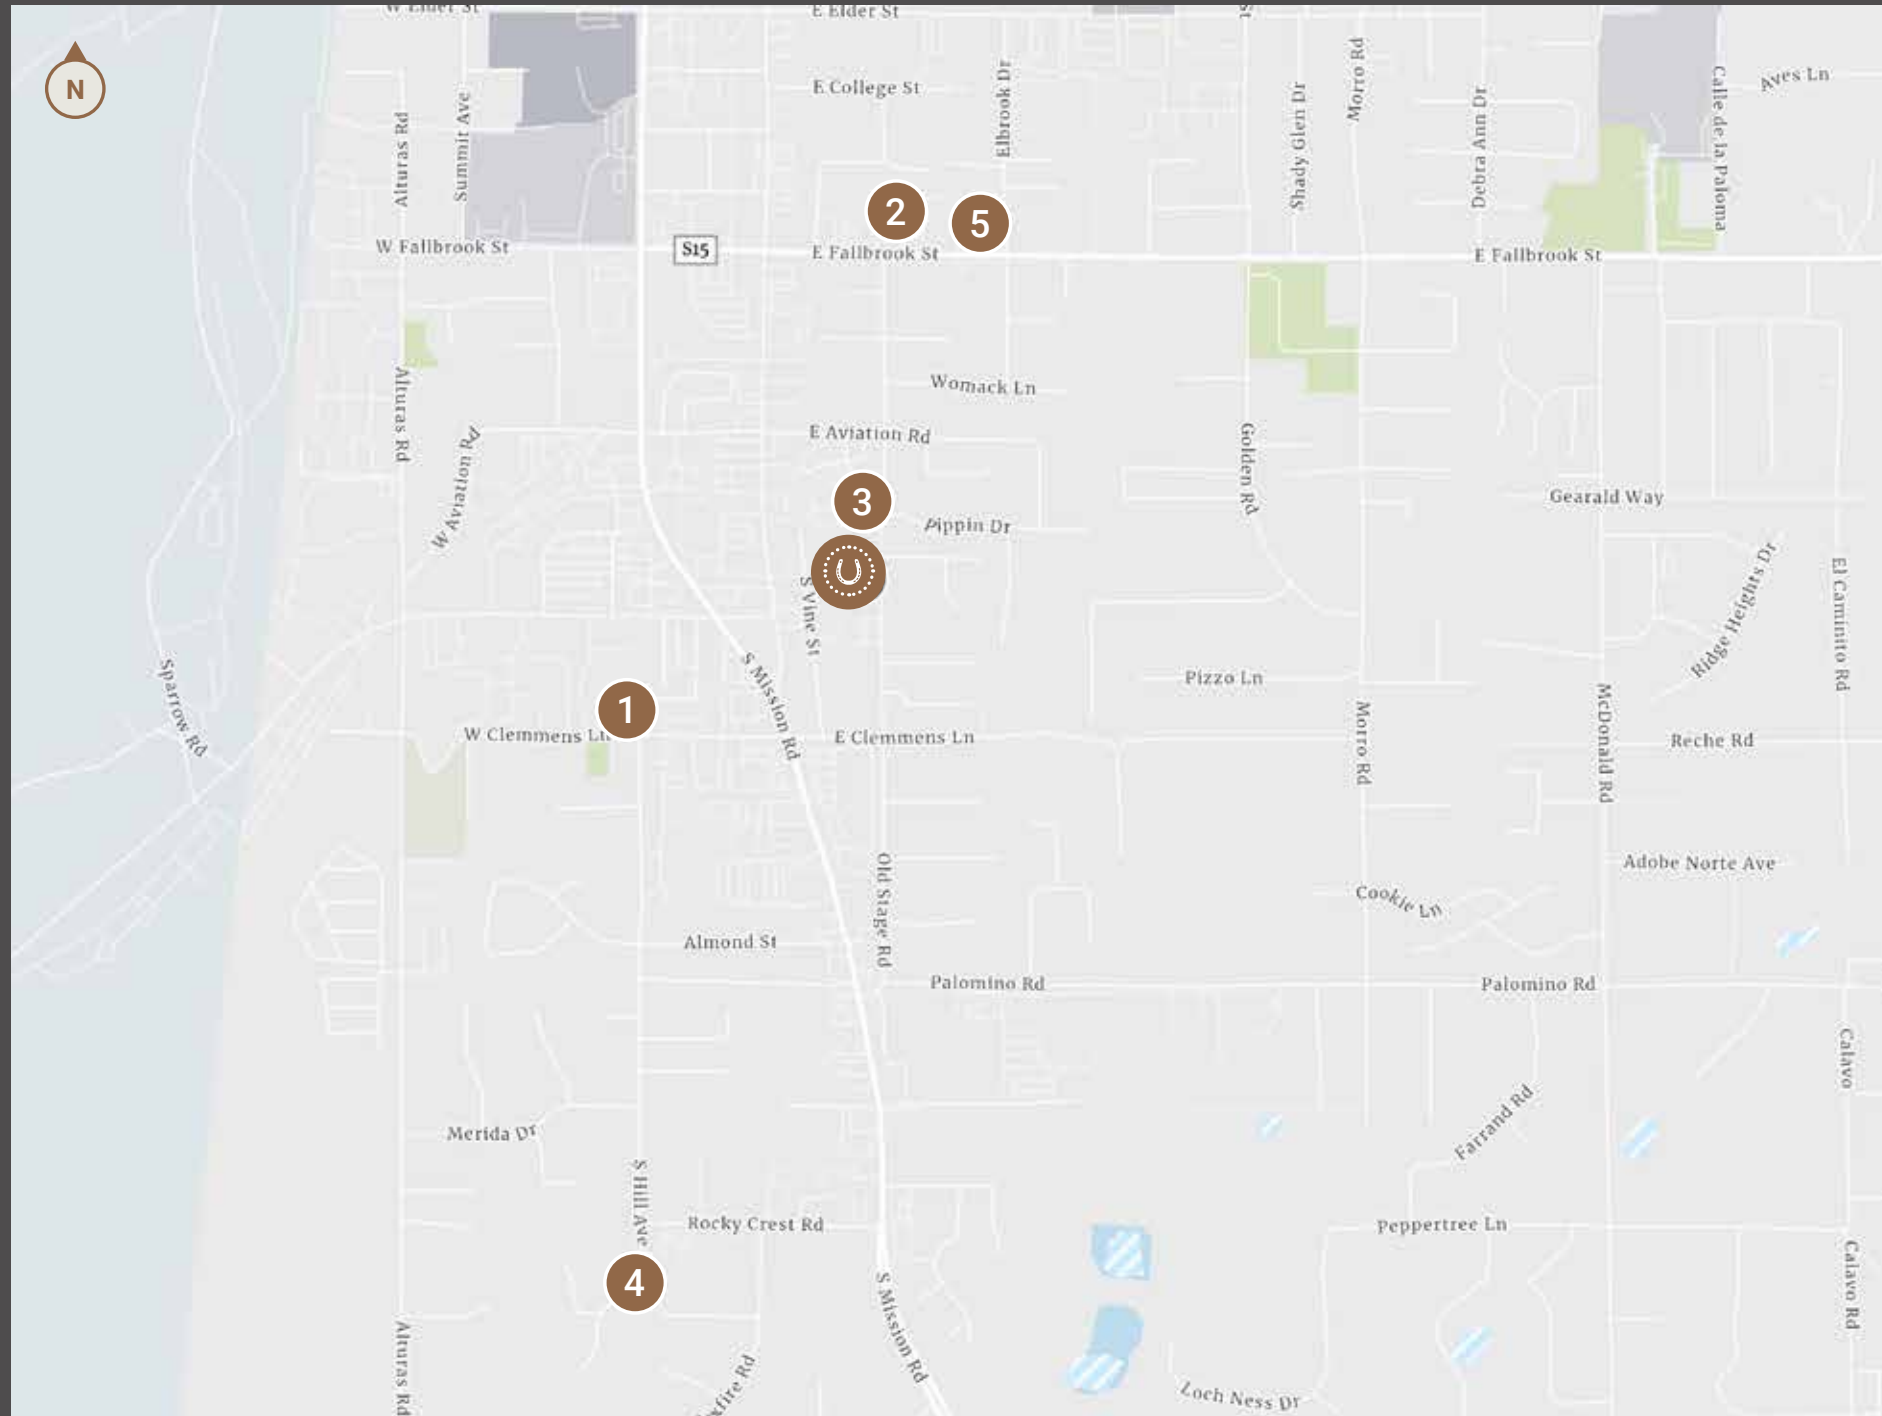 W Elder St
E Elder St
N
E College St
Elbrook Dr
Morro Rd
Aves Ln
Alturas Rd
Summit Ave
Shady Glen Dr
Debra Ann Dr
Calle de la Paloma
2
5
W Fallbrook St
S15
E Fallbrook St
E Fallbrook St
Alturas Rd
Womack Ln
W Aviation Rd
E Aviation Rd
Golden Rd
3
Pippin Dr
Gearald Way
S Vine St
Ridge Heights Dr
El Caminito Rd
Sparrow Rd
1
S Mission Rd
Pizzo Ln
W Clemmens Ln
E Clemmens Ln
Morro Rd
McDonald Rd
Reche Rd
Old Stage Rd
Adobe Norte Ave
Cookie Ln
Almond St
Palomino Rd
Palomino Rd
Calavo
Merida Dr
Farrand Rd
S Hill Ave
Rocky Crest Rd
Peppertree Ln
4
S Mission Rd
Calavo Rd
Alturas Rd
xfire Rd
Loch Ness Dr